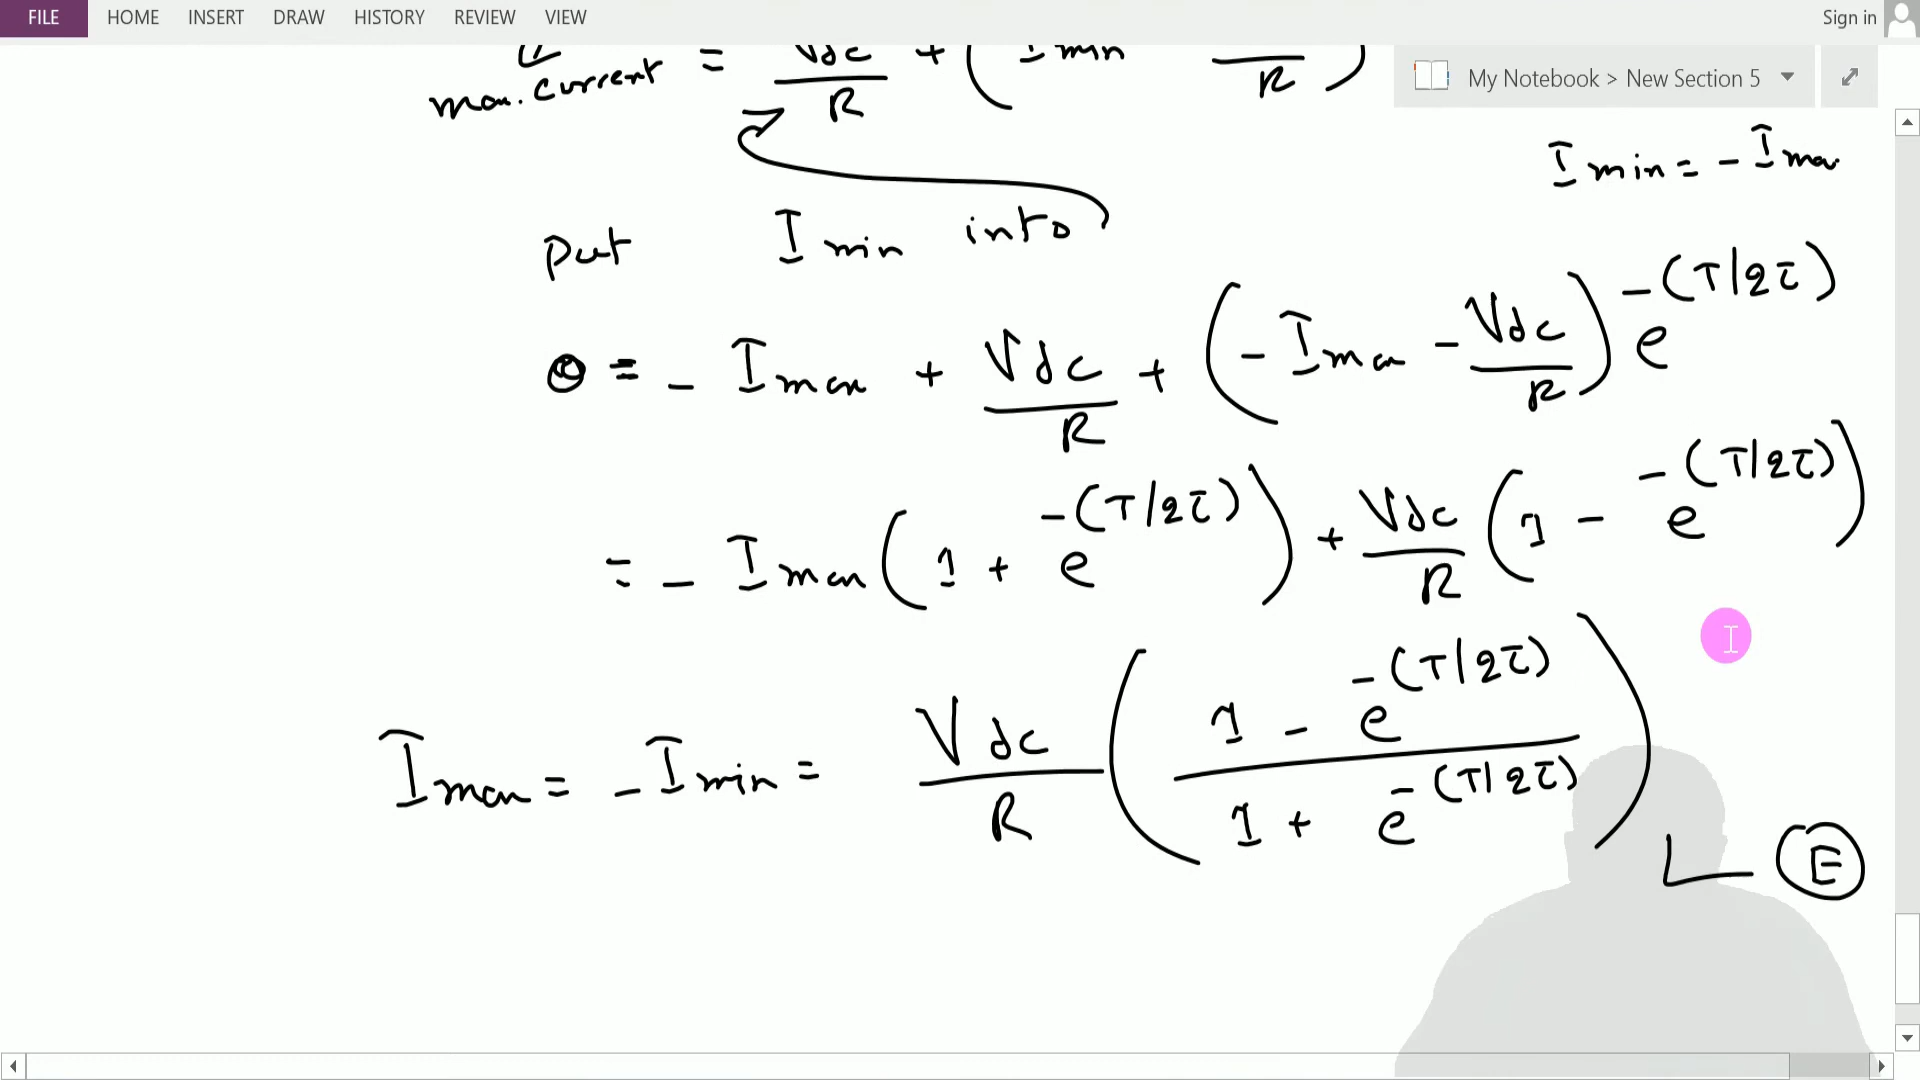 FILE HOME INSERT DRAW HISTORY REVIEW VIEW Sign in
My Notebook > New Section 5
max. current = Vdc/R + (Imin R)
Imin = - Imax
put Imin into
0 = - Imax + Vdc/R + (- Imax - Vdc/R) e^-(T/2τ)
= - Imax (1 + e^-(T/2τ)) + Vdc/R (1 - e^-(T/2τ))
Imax = - Imin = Vdc/R ((1 - e^-(T/2τ))/(1 + e^-(T/2τ)))
E